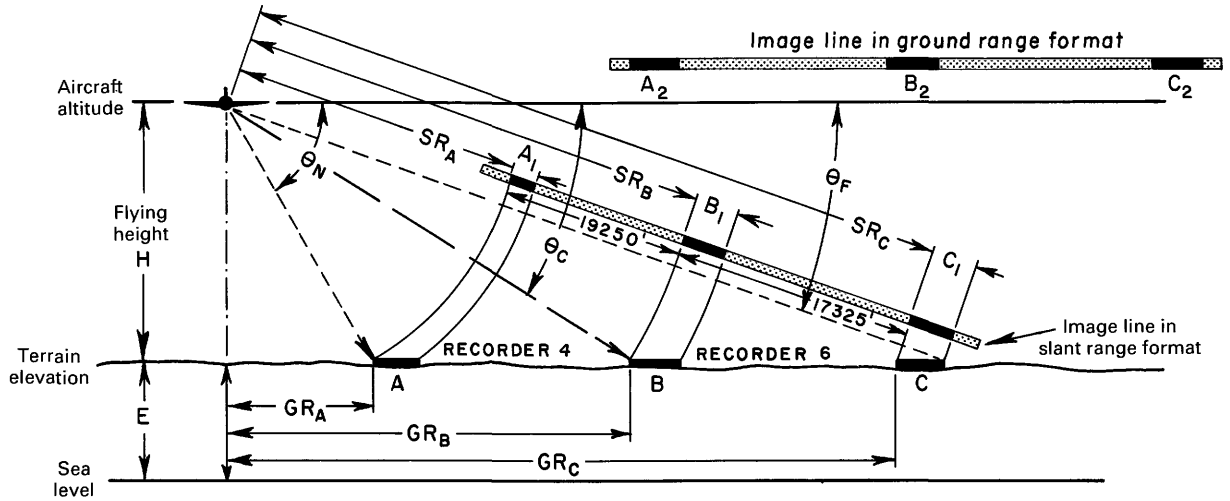 Image line in ground range format
A2
B2
C2
Aircraft
altitude
SRA
A1
SRB
B1
SRC
C1
ΘN
ΘC
ΘF
Flying
height
H
19250'
17325'
Image line in
slant range format
Terrain
elevation
RECORDER 4
RECORDER 6
A
B
C
E
GRA
GRB
GRC
Sea
level